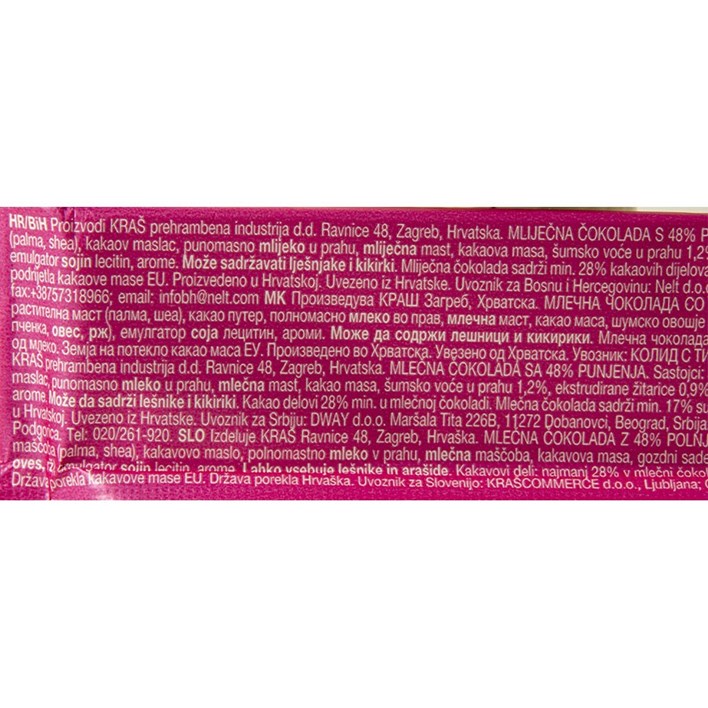 HR/BiH Proizvodi KRAŠ prehrambena industrija d.d. Ravnice 48, Zagreb, Hrvatska. MLIJEČNA ČOKOLADA S 48% P
(palma, shea), kakaov maslac, punomasno mlijeko u prahu, mliječna mast, kakaova masa, šumsko voće u prahu 1,2%
emulgator sojin lecitin, arome. Može sadržavati lješnjake i kikirki. Mliječna čokolada sadrži min. 28% kakaovih dijelova
podrijetla kakaove mase EU. Proizvedeno u Hrvatskoj. Uvezeno iz Hrvatske. Uvoznik za Bosnu i Hercegovinu: Nelt d.o.o
fax:+38757318966; email: infobh@nelt.com MK Произведува КРАШ Загреб, Хрватска. МЛЕЧНА ЧОКОЛАДА СО
растителна маст (палма, шеа), какао путер, полномасно млеко во прав, млечна маст, какао маса, шумско овошје
пченка, овес, рж), емулгатор соја лецитин, ароми. Може да содржи лешници и кикирики. Млечна чоколада
од млеко. Земја на потекло какао маса ЕУ. Произведено во Хрватска. Увезено од Хрватска. Увозник: КОЛИД С ТИ
KRAŠ prehrambena industrija d.d. Ravnice 48, Zagreb, Hrvatska. MLEČNA ČOKOLADA SA 48% PUNJENJA. Sastojci:
maslac, punomasno mleko u prahu, mlečna mast, kakao masa, šumsko voće u prahu 1,2%, ekstrudirane žitarice 0,9%
arome. Može da sadrži lešnike i kikiriki. Kakao delovi 28% min. u mlečnoj čokoladi. Mlečna čokolada sadrži min. 17% su
u Hrvatskoj. Uvezeno iz Hrvatske. Uvoznik za Srbiju: DWAY d.o.o. Maršala Tita 226B, 11272 Dobanovci, Beograd, Srbija
Podgorica. Tel: 020/261-920. SLO Izdeluje KRAŠ Ravnice 48, Zagreb, Hrvaška. MLEČNA ČOKOLADA Z 48% POLNJ
maščoba (palma, shea), kakavovo maslo, polnomastno mleko v prahu, mlečna maščoba, kakavova masa, gozdni sadeži
oves, rž emulgator sojin lecitin, arome. Lahko vsebuje lešnike in arašide. Kakavovi deli: najmanj 28% v mlečni čokol
Država porekla kakavove mase EU. Država porekla Hrvaška. Uvoznik za Slovenijo: KRAŠCOMMERCE d.o.o., Ljubljana;